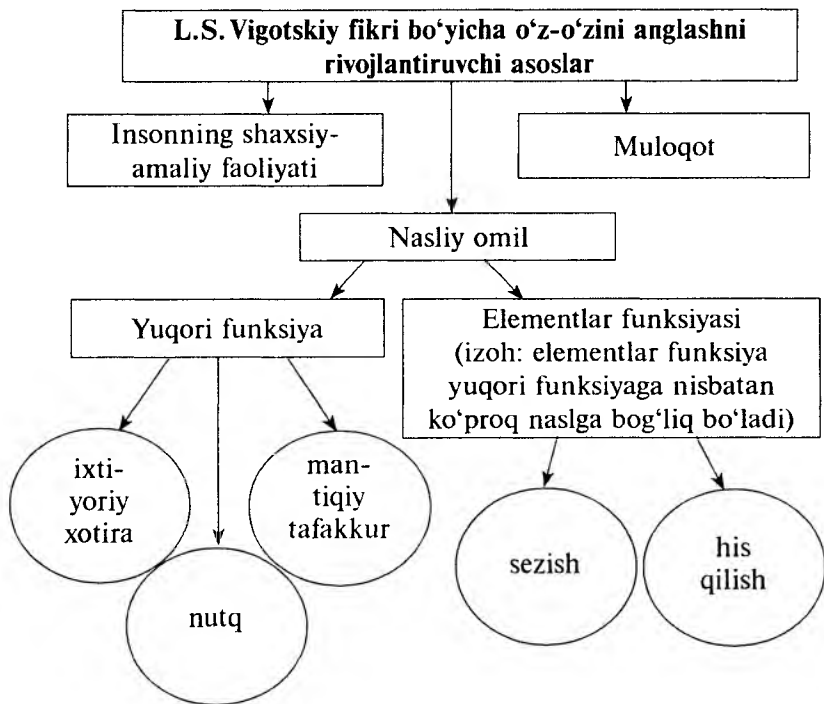 L.S. Vigotskiy fikri bo‘yicha o‘z-o‘zini anglashni
rivojlantiruvchi asoslar
Insonning shaxsiy-
amaliy faoliyati
Muloqot
Nasliy omil
Yuqori funksiya
Elementlar funksiyasi
(izoh: elementlar funksiya
yuqori funksiyaga nisbatan
ko‘proq naslga bog‘liq bo‘ladi)
ixti-
yoriy
xotira
nutq
man-
tiqiy
tafakkur
sezish
his
qilish